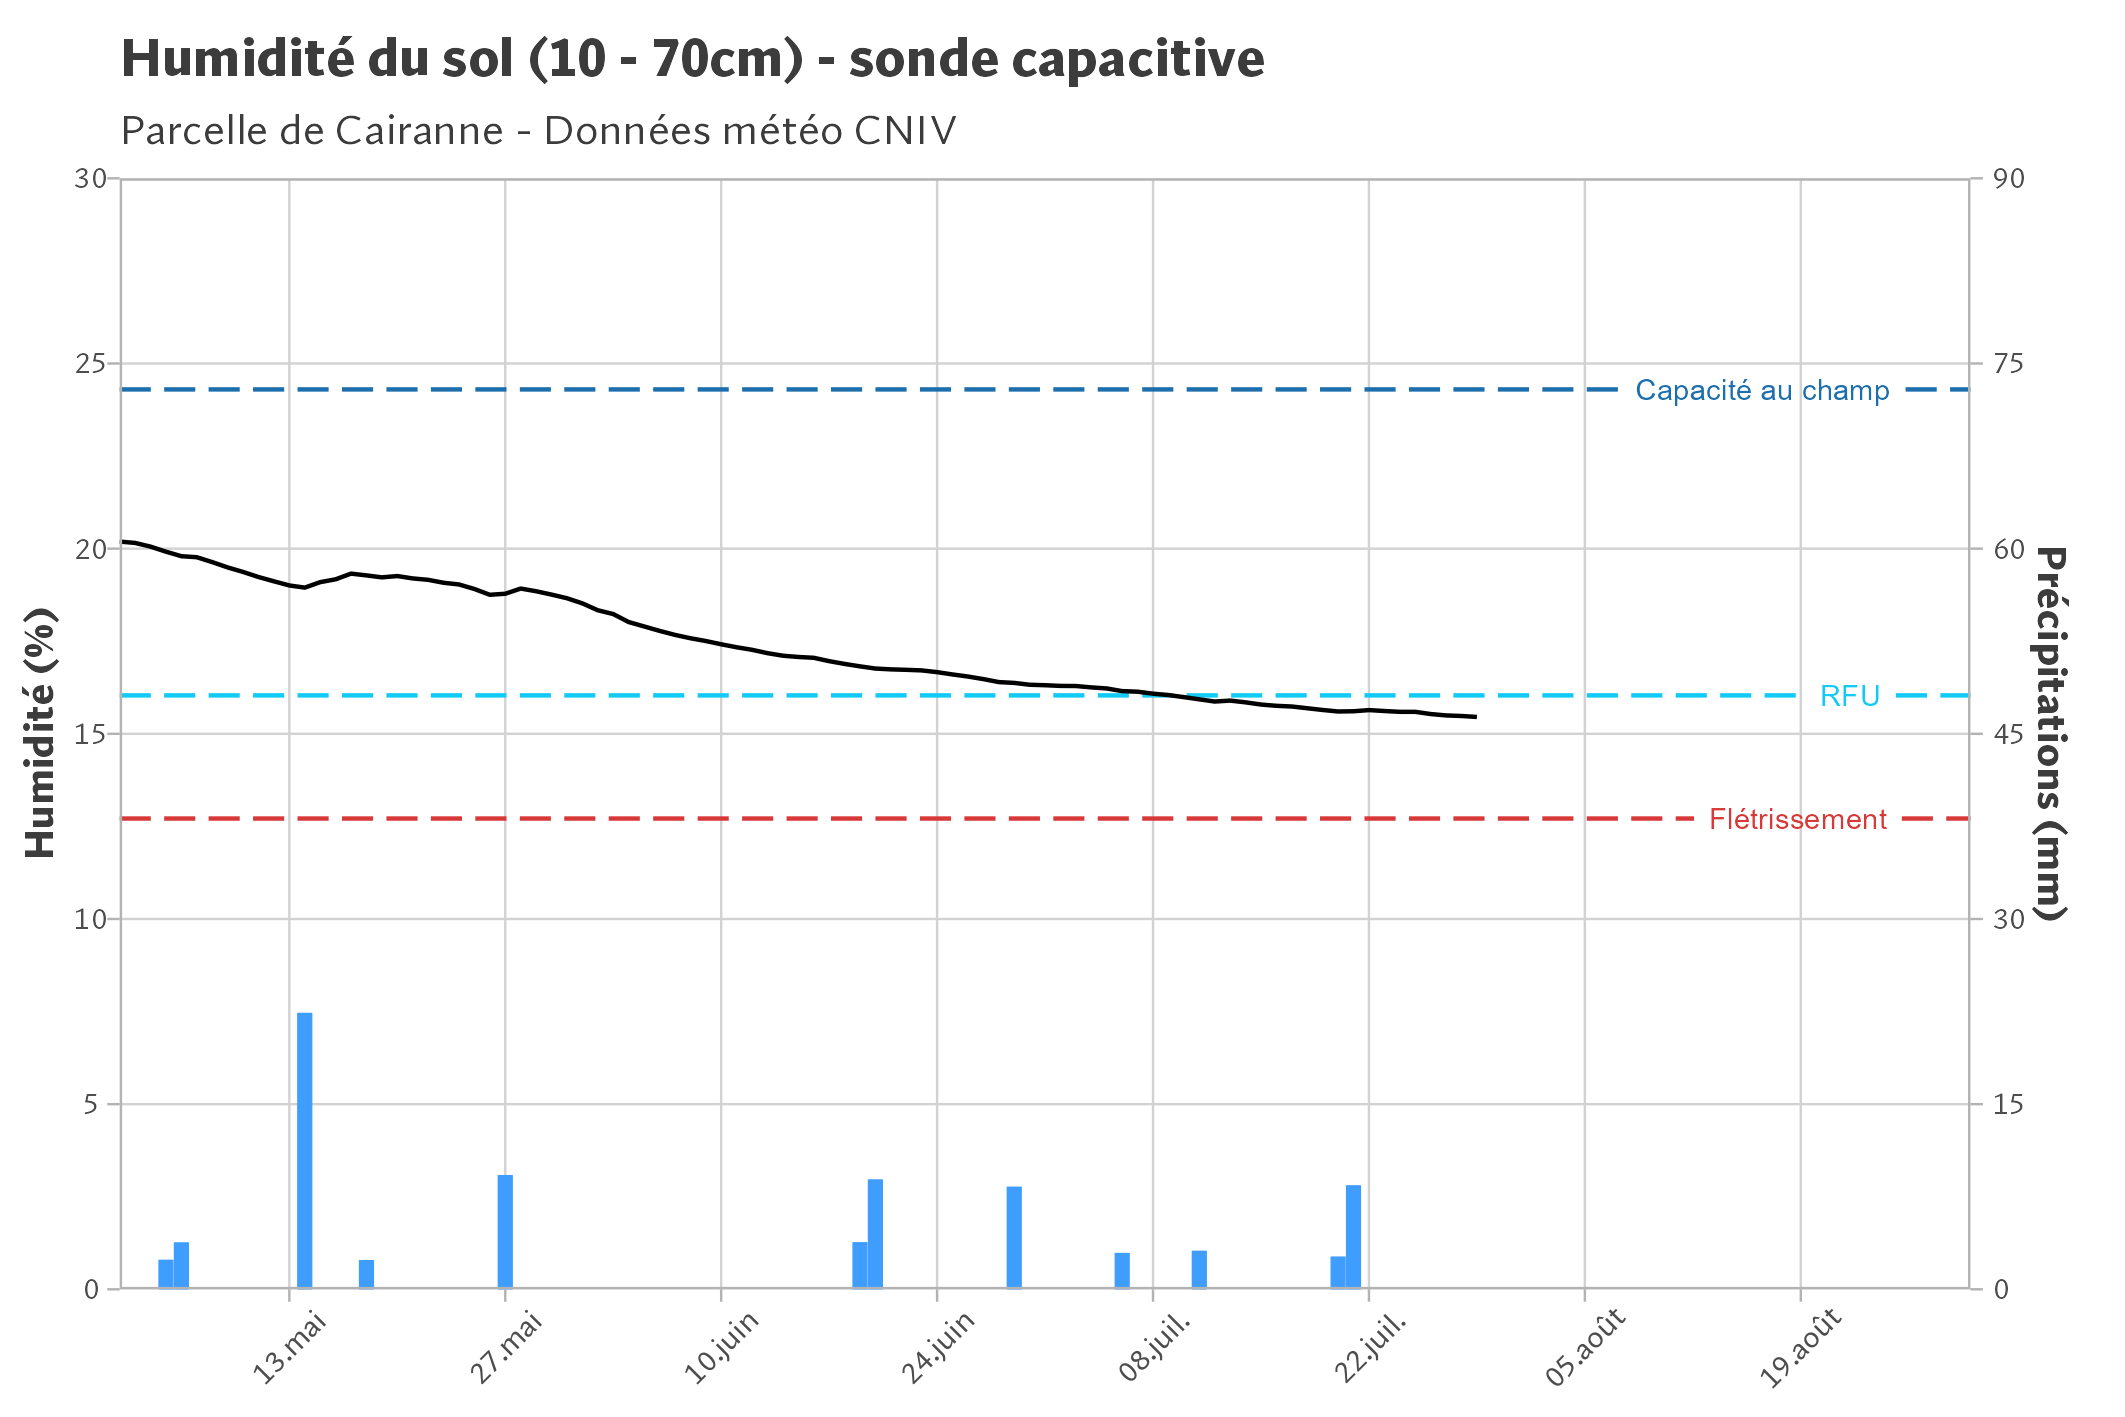 Humidité du sol (10 - 70cm) - sonde capacitive
Parcelle de Cairanne - Données météo CNIV
30
25
20
15
10
5
0
Humidité (%)
90
75
60
45
30
15
0
Précipitations (mm)
Capacité au champ
RFU
Flétrissement
13.mai
27.mai
10.juin
24.juin
08.juil.
22.juil.
05.août
19.août